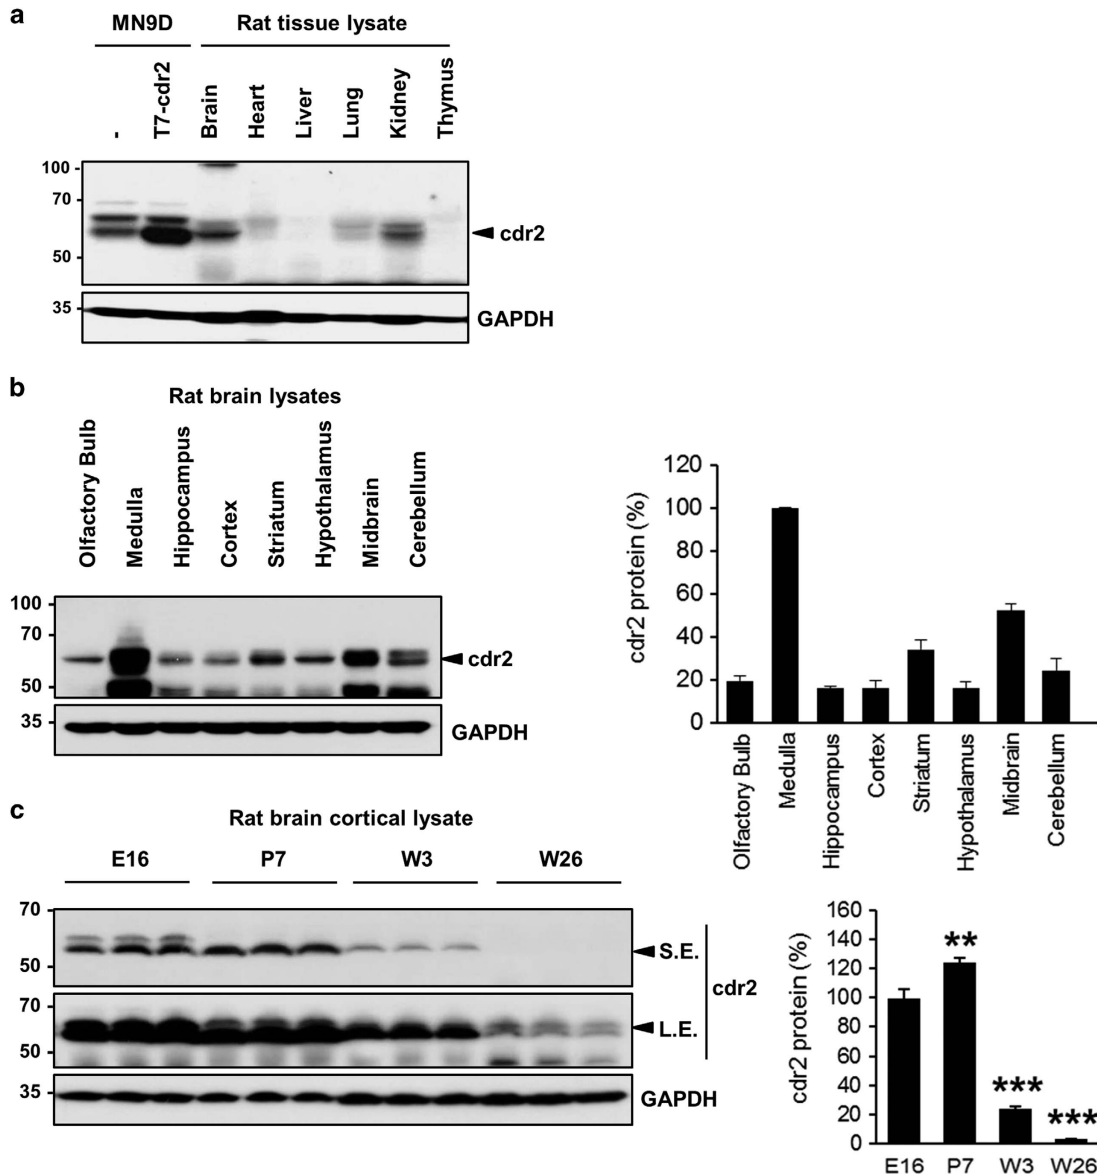 a
MN9D
Rat tissue lysate
-
T7-cdr2
Brain
Heart
Liver
Lung
Kidney
Thymus
100 -
70 -
50 -
cdr2
35 -
GAPDH
b
Rat brain lysates
Olfactory Bulb
Medulla
Hippocampus
Cortex
Striatum
Hypothalamus
Midbrain
Cerebellum
100 -
70 -
50 -
cdr2
35 -
GAPDH
cdr2 protein (%)
120
100
80
60
40
20
0
Olfactory Bulb
Medulla
Hippocampus
Cortex
Striatum
Hypothalamus
Midbrain
Cerebellum
c
Rat brain cortical lysate
E16
P7
W3
W26
70 -
50 -
S.E.
70 -
50 -
L.E.
cdr2
35 -
GAPDH
cdr2 protein (%)
160
140
120
100
80
60
40
20
0
**
***
***
E16
P7
W3
W26